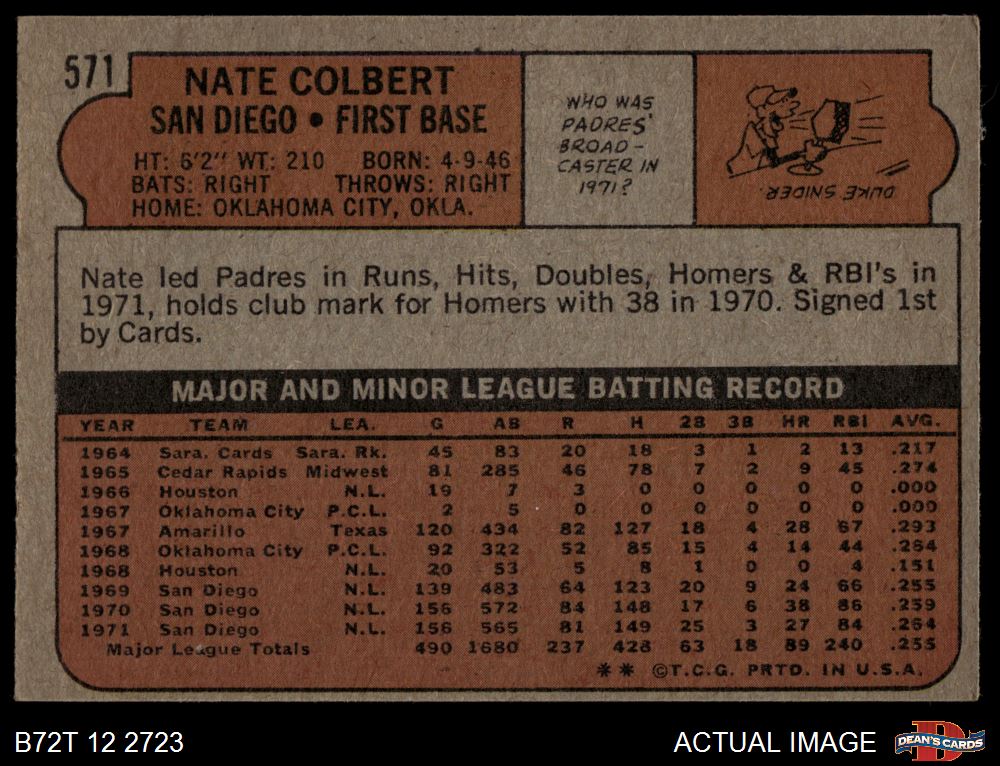 571
NATE COLBERT
SAN DIEGO • FIRST BASE
HT: 6'2" WT: 210 BORN: 4-9-46
BATS: RIGHT THROWS: RIGHT
HOME: OKLAHOMA CITY, OKLA.
WHO WAS
PADRES'
BROAD-
CASTER IN
1971?
DUKE SNIDER.
Nate led Padres in Runs, Hits, Doubles, Homers & RBI's in
1971, holds club mark for Homers with 38 in 1970. Signed 1st
by Cards.
MAJOR AND MINOR LEAGUE BATTING RECORD
YEAR TEAM LEA. G AB R H 2B 3B HR RBI AVG.
1964 Sara. Cards Sara. Rk. 45 83 20 18 3 1 2 13 .217
1965 Cedar Rapids Midwest 81 285 46 78 7 2 9 45 .274
1966 Houston N.L. 19 7 3 0 0 0 0 0 .000
1967 Oklahoma City P.C.L. 2 5 0 0 0 0 0 0 .000
1967 Amarillo Texas 120 434 82 127 18 4 28 67 .293
1968 Oklahoma City P.C.L. 92 322 52 85 15 4 14 44 .264
1968 Houston N.L. 20 53 5 8 1 0 0 4 .151
1969 San Diego N.L. 139 483 64 123 20 9 24 66 .255
1970 San Diego N.L. 156 572 84 148 17 6 38 86 .259
1971 San Diego N.L. 156 565 81 149 25 3 27 84 .264
Major League Totals 490 1680 237 428 63 18 89 240 .255
** ©T.C.G. PRTD. IN U.S.A.
B72T 12 2723
ACTUAL IMAGE
DEAN'S CARDS